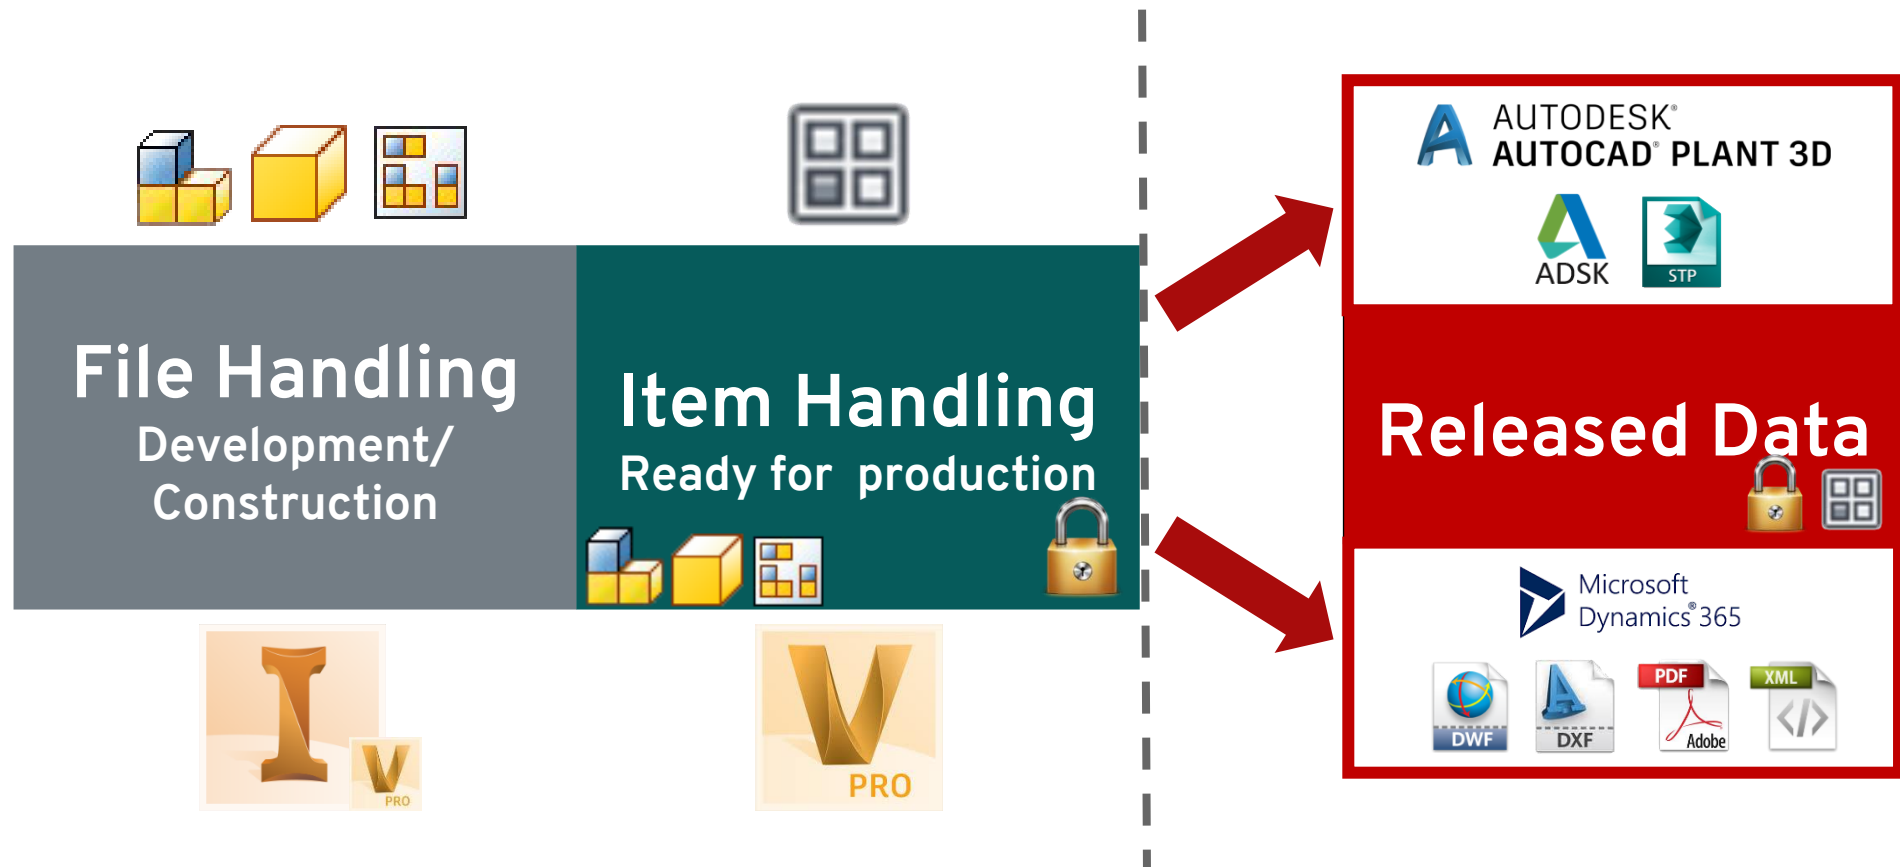 File Handling
Development/
Construction
PRO
Item Handling
Ready for production
PRO
AUTODESK®
AUTOCAD® PLANT 3D
ADSK
STP
Released Data
Microsoft
Dynamics® 365
DWF
DXF
PDF
Adobe
XML